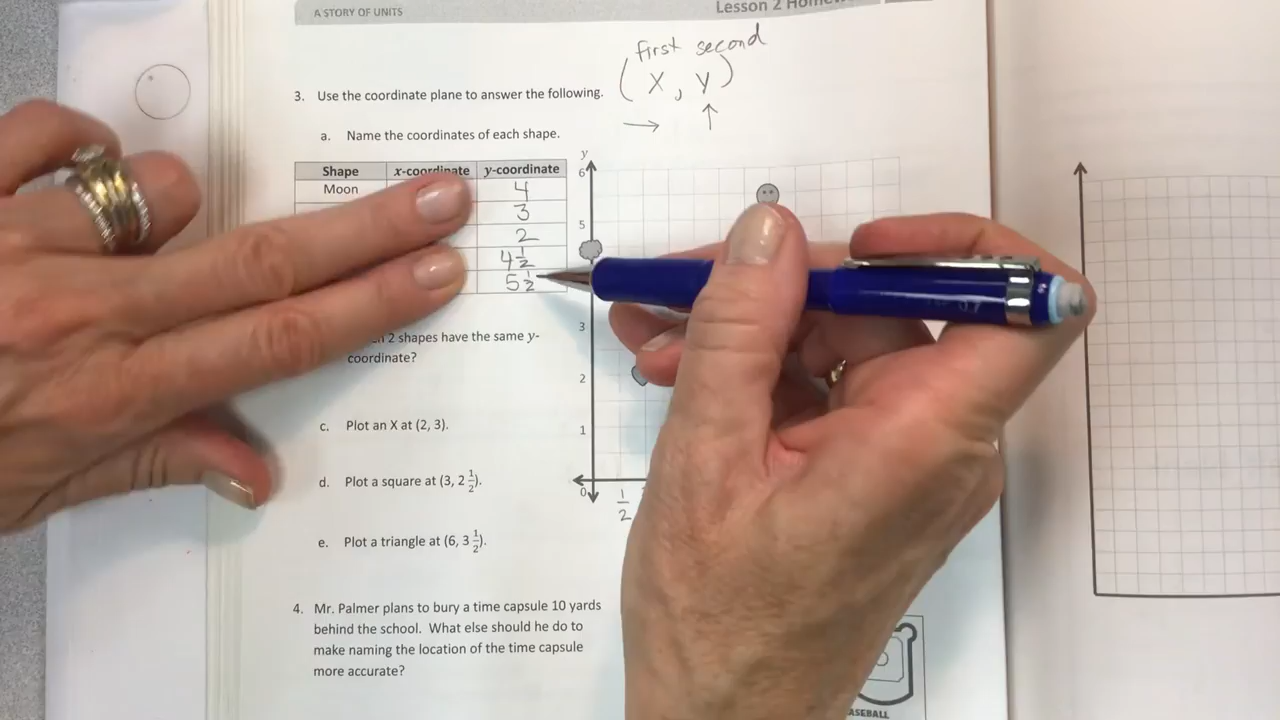 A STORY OF UNITS
Lesson 2
first second
(x, y)
→ ↑
3. Use the coordinate plane to answer the following.
a. Name the coordinates of each shape.
Shape x-coordinate y-coordinate
Moon 4
3
2
4 1/2
5 1/2
2 shapes have the same y-
coordinate?
c. Plot an X at (2, 3).
d. Plot a square at (3, 2 1/2).
e. Plot a triangle at (6, 3 1/2).
4. Mr. Palmer plans to bury a time capsule 10 yards
behind the school. What else should he do to
make naming the location of the time capsule
more accurate?
y
6
5
3
2
1
0
1/2